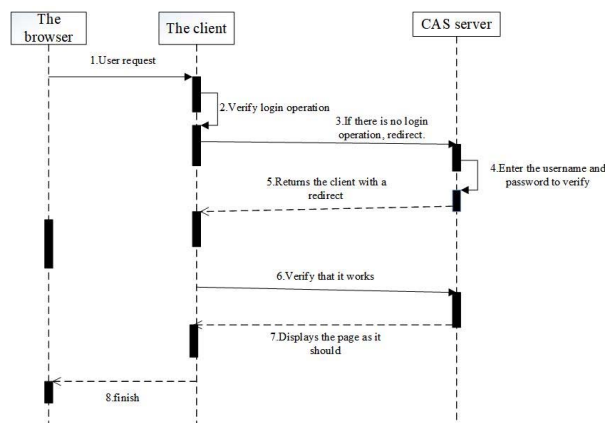 The
browser
The client
CAS server
1.User request
2.Verify login operation
3.If there is no login
operation, redirect.
4.Enter the username and
password to verify
5.Returns the client with a
redirect
6.Verify that it works
7.Displays the page as it
should
8.finish